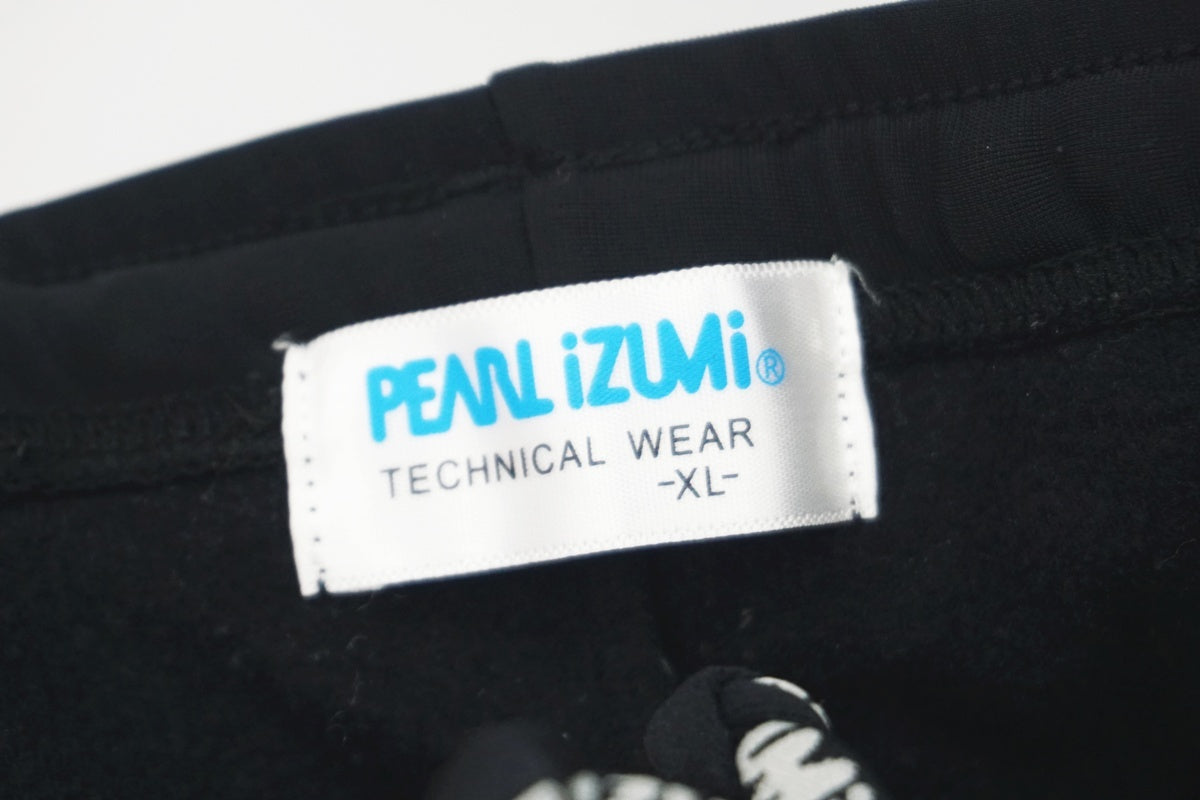 PEARL iZUMi®
TECHNICAL WEAR
-XL-